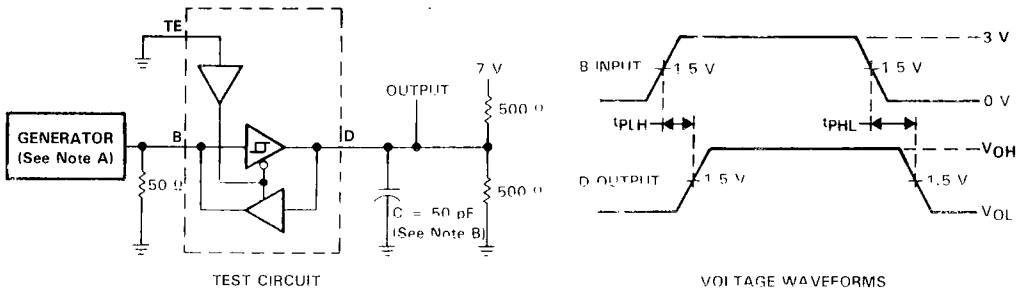 TE
GENERATOR
(See Note A)
B
50 Ω
D
OUTPUT
7 V
500 Ω
500 Ω
C = 50 pF
(See Note B)
TEST CIRCUIT
B INPUT
1.5 V
1.5 V
3 V
0 V
tPLH
tPHL
D OUTPUT
1.5 V
1.5 V
VOH
VOL
VOLTAGE WAVEFORMS